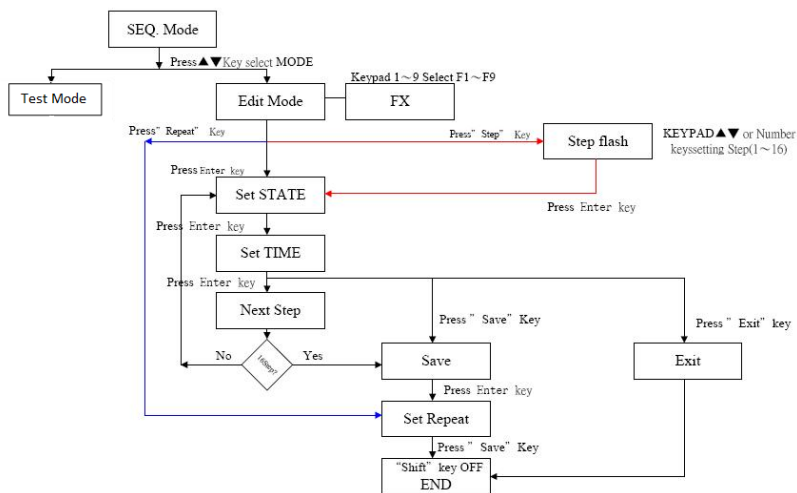 SEQ. Mode
Press▲▼Key select MODE
Keypad 1～9 Select F1～F9
Test Mode
Edit Mode
FX
Press" Repeat" Key
Press" Step" Key
Step flash
KEYPAD▲▼ or Number
keyssetting Step(1～16)
Press Enter key
Set STATE
Press Enter key
Press Enter key
Set TIME
Press Enter key
Next Step
Press " Save" Key
Press " Exit" key
No
16Step?
Yes
Save
Exit
Press Enter key
Set Repeat
Press " Save" Key
"Shift" key OFF
END